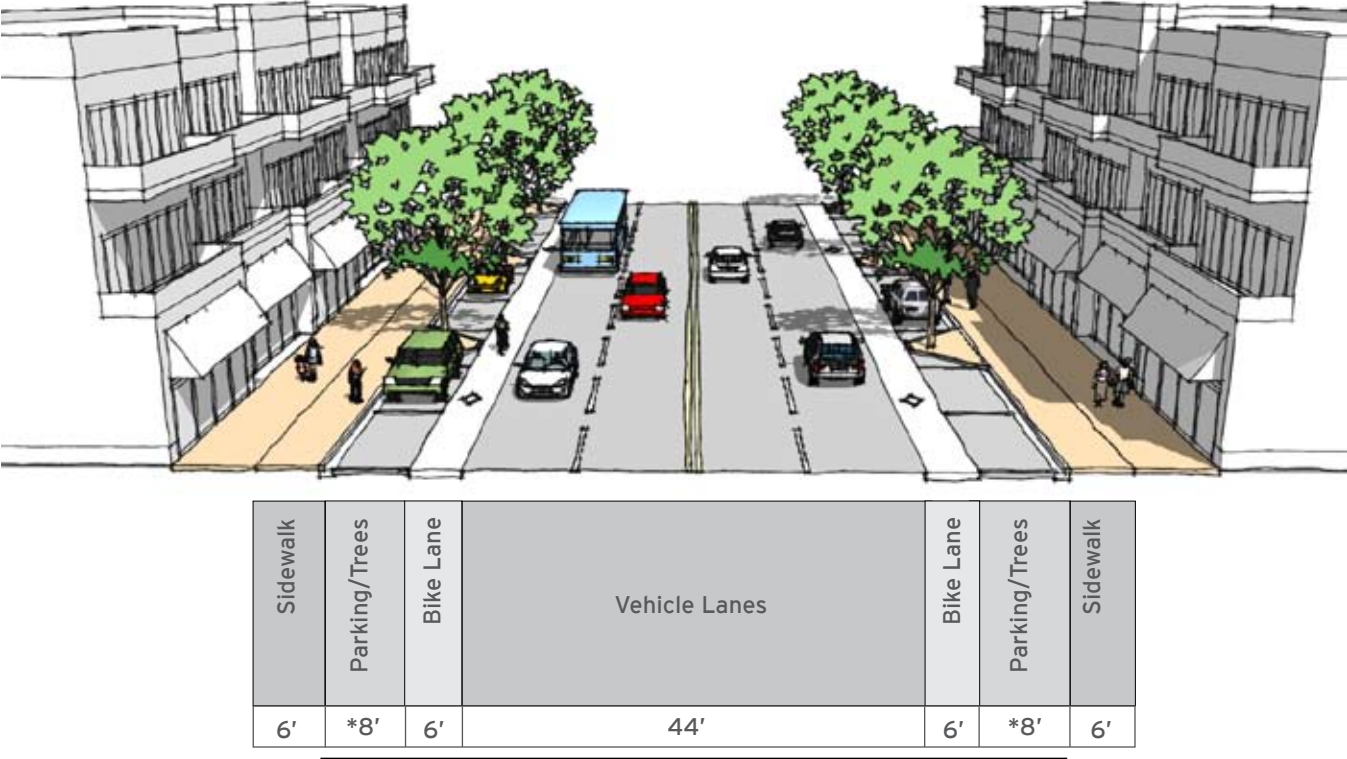 Sidewalk
Parking/Trees
Bike Lane
Vehicle Lanes
Bike Lane
Parking/Trees
Sidewalk
6′ *8′ 6′ 44′ 6′ *8′ 6′